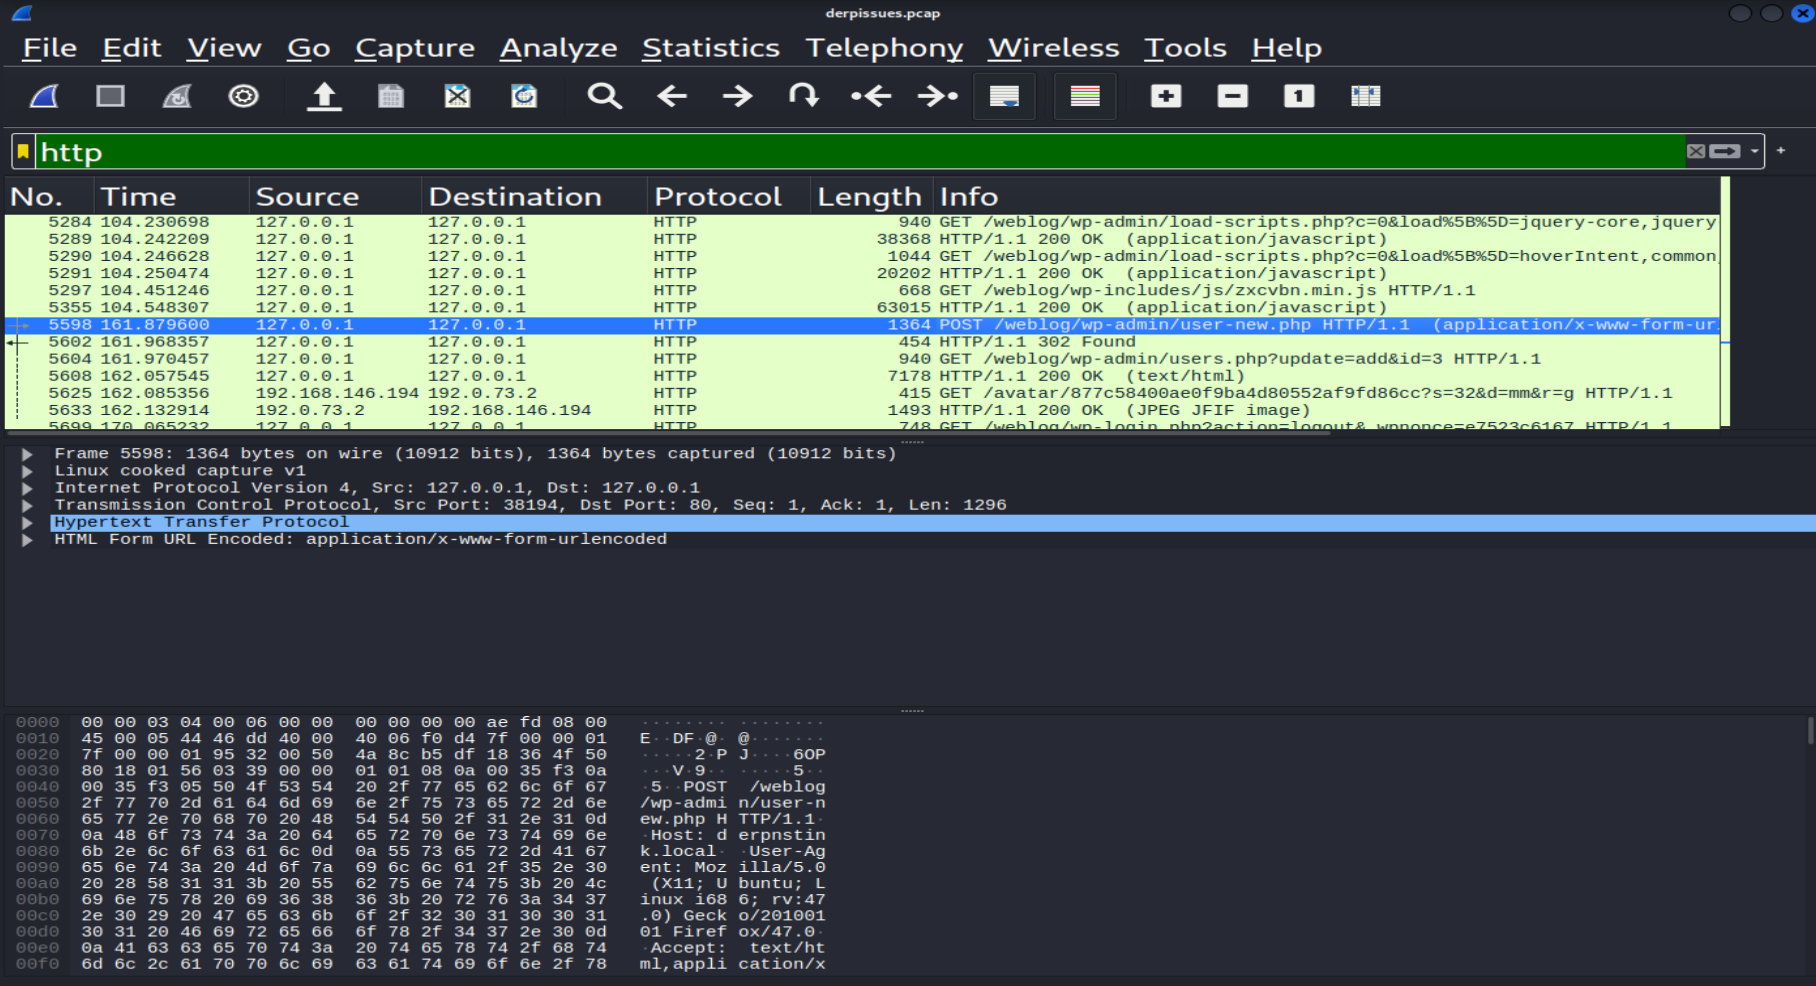 derpissues.pcap
File Edit View Go Capture Analyze Statistics Telephony Wireless Tools Help
http
No. Time Source Destination Protocol Length Info
5284 104.230698 127.0.0.1 127.0.0.1 HTTP 940 GET /weblog/wp-admin/load-scripts.php?c=0&load%5B%5D=jquery-core,jquery-
5289 104.242209 127.0.0.1 127.0.0.1 HTTP 38368 HTTP/1.1 200 OK (application/javascript)
5290 104.246628 127.0.0.1 127.0.0.1 HTTP 1044 GET /weblog/wp-admin/load-scripts.php?c=0&load%5B%5D=hoverIntent,common,
5291 104.250474 127.0.0.1 127.0.0.1 HTTP 20202 HTTP/1.1 200 OK (application/javascript)
5297 104.451246 127.0.0.1 127.0.0.1 HTTP 668 GET /weblog/wp-includes/js/zxcvbn.min.js HTTP/1.1
5355 104.548307 127.0.0.1 127.0.0.1 HTTP 63015 HTTP/1.1 200 OK (application/javascript)
5598 161.879600 127.0.0.1 127.0.0.1 HTTP 1364 POST /weblog/wp-admin/user-new.php HTTP/1.1 (application/x-www-form-ur
5602 161.968357 127.0.0.1 127.0.0.1 HTTP 454 HTTP/1.1 302 Found
5604 161.970457 127.0.0.1 127.0.0.1 HTTP 940 GET /weblog/wp-admin/users.php?update=add&id=3 HTTP/1.1
5608 162.057545 127.0.0.1 127.0.0.1 HTTP 7178 HTTP/1.1 200 OK (text/html)
5625 162.085356 192.168.146.194 192.0.73.2 HTTP 415 GET /avatar/877c58400ae0f9ba4d80552af9fd86cc?s=32&d=mm&r=g HTTP/1.1
5633 162.132914 192.0.73.2 192.168.146.194 HTTP 1493 HTTP/1.1 200 OK (JPEG JFIF image)
5699 170.065232 127.0.0.1 127.0.0.1 HTTP 748 GET /weblog/wp-login.php?action=logout&_wpnonce=e7523c6167 HTTP/1.1
Frame 5598: 1364 bytes on wire (10912 bits), 1364 bytes captured (10912 bits)
Linux cooked capture v1
Internet Protocol Version 4, Src: 127.0.0.1, Dst: 127.0.0.1
Transmission Control Protocol, Src Port: 38194, Dst Port: 80, Seq: 1, Ack: 1, Len: 1296
Hypertext Transfer Protocol
HTML Form URL Encoded: application/x-www-form-urlencoded
0000 00 00 03 04 00 06 00 00 00 00 00 00 ae fd 08 00 ········ ········
0010 45 00 05 44 46 dd 40 00 40 06 f0 d4 7f 00 00 01 E··DF·@· @·······
0020 7f 00 00 01 95 32 00 50 4a 8c b5 df 18 36 4f 50 ·····2·P J····6OP
0030 80 18 01 56 03 39 00 00 01 01 08 0a 00 35 f3 0a ···V·9·· ·····5··
0040 00 35 f3 05 50 4f 53 54 20 2f 77 65 62 6c 6f 67 ·5··POST /weblog
0050 2f 77 70 2d 61 64 6d 69 6e 2f 75 73 65 72 2d 6e /wp-admi n/user-n
0060 65 77 2e 70 68 70 20 48 54 54 50 2f 31 2e 31 0d ew.php H TTP/1.1·
0070 0a 48 6f 73 74 3a 20 64 65 72 70 6e 73 74 69 6e ·Host: d erpnstin
0080 6b 2e 6c 6f 63 61 6c 0d 0a 55 73 65 72 2d 41 67 k.local· ·User-Ag
0090 65 6e 74 3a 20 4d 6f 7a 69 6c 6c 61 2f 35 2e 30 ent: Moz illa/5.0
00a0 20 28 58 31 31 3b 20 55 62 75 6e 74 75 3b 20 4c (X11; U buntu; L
00b0 69 6e 75 78 20 69 36 38 36 3b 20 72 76 3a 34 37 inux i68 6; rv:47
00c0 2e 30 29 20 47 65 63 6b 6f 2f 32 30 31 30 30 31 .0) Geck o/201001
00d0 30 31 20 46 69 72 65 66 6f 78 2f 34 37 2e 30 0d 01 Firef ox/47.0·
00e0 0a 41 63 63 65 70 74 3a 20 74 65 78 74 2f 68 74 ·Accept: text/ht
00f0 6d 6c 2c 61 70 70 6c 69 63 61 74 69 6f 6e 2f 78 ml,appli cation/x